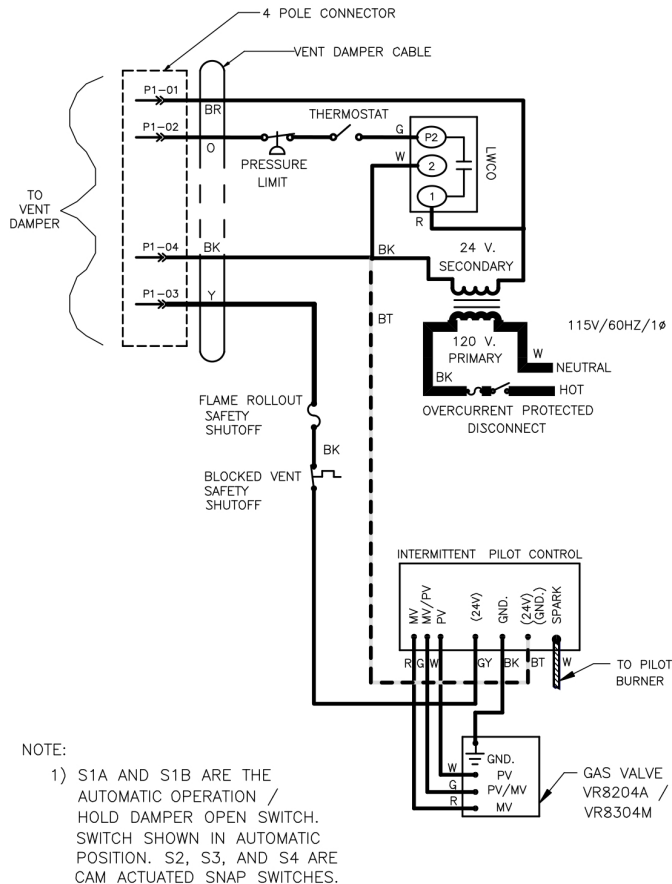 4 POLE CONNECTOR
VENT DAMPER CABLE
P1-01
BR
THERMOSTAT
P1-02
O
G
P2
W
2
LWCO
1
R
PRESSURE
LIMIT
TO
VENT
DAMPER
P1-04
BK
BK
24 V.
SECONDARY
P1-03
Y
BT
120 V.
PRIMARY
115V/60HZ/1ø
W
NEUTRAL
BK
HOT
OVERCURRENT PROTECTED
DISCONNECT
FLAME ROLLOUT
SAFETY
SHUTOFF
BK
BLOCKED VENT
SAFETY
SHUTOFF
INTERMITTENT PILOT CONTROL
MV
MV/PV
PV
(24V)
GND.
(24V)
(GND.)
SPARK
R G W GY BK BT W
TO PILOT
BURNER
GND.
W PV
G PV/MV
R MV
GAS VALVE
VR8204A /
VR8304M
NOTE:
1) S1A AND S1B ARE THE
AUTOMATIC OPERATION /
HOLD DAMPER OPEN SWITCH.
SWITCH SHOWN IN AUTOMATIC
POSITION. S2, S3, AND S4 ARE
CAM ACTUATED SNAP SWITCHES.